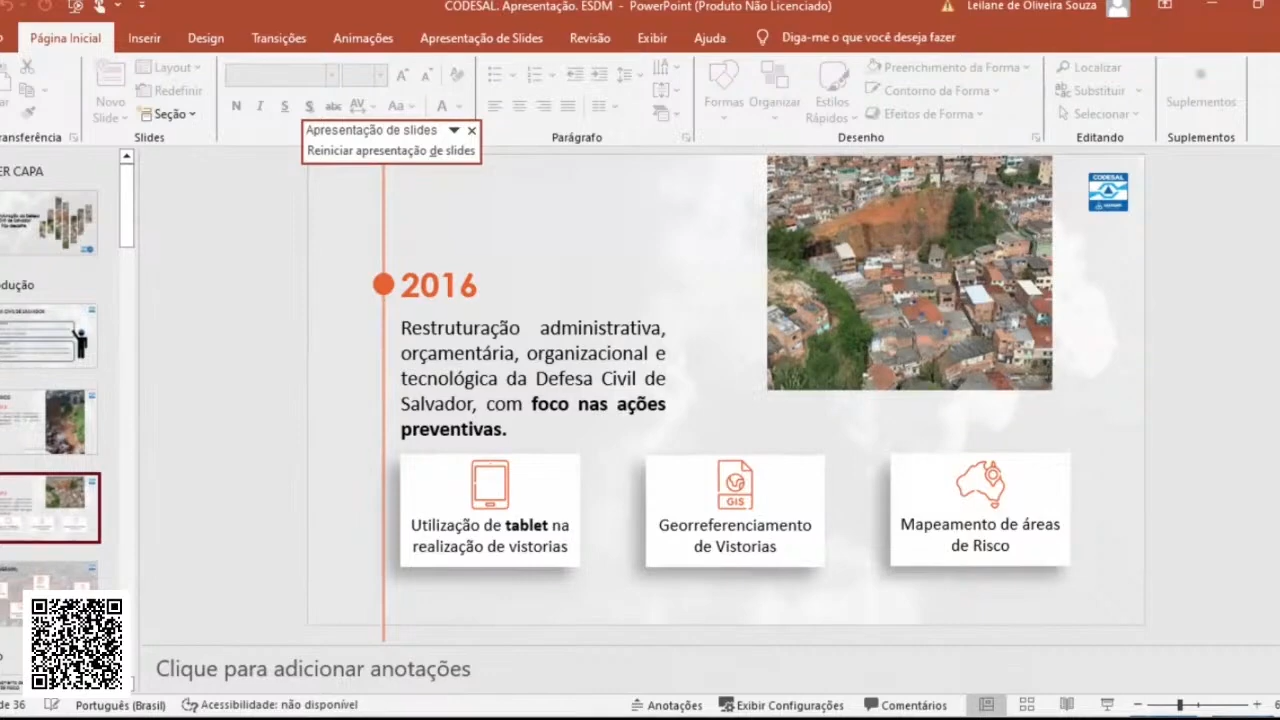 CODESAL. Apresentação. ESDM - PowerPoint (Produto Não Licenciado)
Leilane de Oliveira Souza
Página Inicial Inserir Design Transições Animações Apresentação de Slides Revisão Exibir Ajuda Diga-me o que você deseja fazer
Novo
Slide
Layout
Redefinir
Seção
N I S S abc AV Aa A
Formas Organizar Estilos
Rápidos
Preenchimento da Forma
Contorno da Forma
Efeitos de Forma
Localizar
Substituir
Selecionar
Suplementos
Slides Parágrafo Desenho Editando Suplementos
Apresentação de slides
Reiniciar apresentação de slides
CODESAL
2016
Restruturação administrativa,
orçamentária, organizacional e
tecnológica da Defesa Civil de
Salvador, com foco nas ações
preventivas.
Utilização de tablet na
realização de vistorias
GIS
Georreferenciamento
de Vistorias
Mapeamento de áreas
de Risco
ER CAPA
odução
Clique para adicionar anotações
de 36 Português (Brasil) Acessibilidade: não disponível Anotações Exibir Configurações Comentários